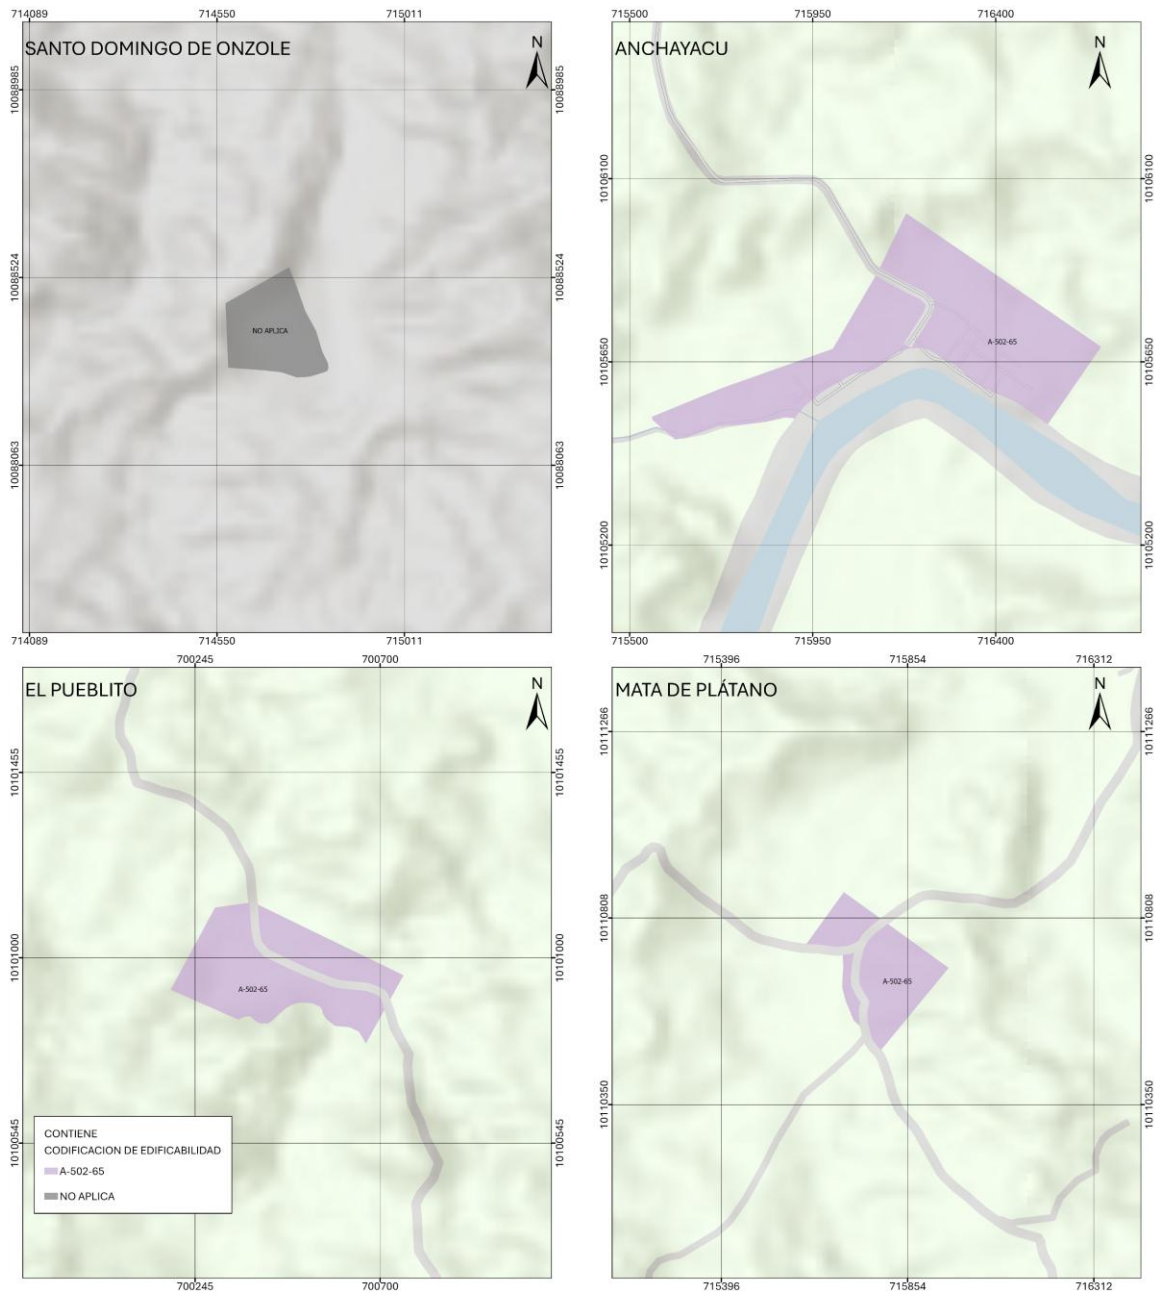 714089 714550 715011
SANTO DOMINGO DE ONZOLE
N
10088985 10088985
10088524 10088524
NO APLICA
10088063 10088063
714089 714550 715011
715500 715950 716400
ANCHAYACU
N
10106100 10106100
A-502-65
10105650 10105650
10105200 10105200
715500 715950 716400
700245 700700
EL PUEBLITO
N
10101455 10101455
10101000 10101000
A-502-65
10100545 10100545
CONTIENE
CODIFICACION DE EDIFICABILIDAD
A-502-65
NO APLICA
700245 700700
715396 715854 716312
MATA DE PLÁTANO
N
10111266 10111266
10110808 10110808
A-502-65
10110350 10110350
715396 715854 716312